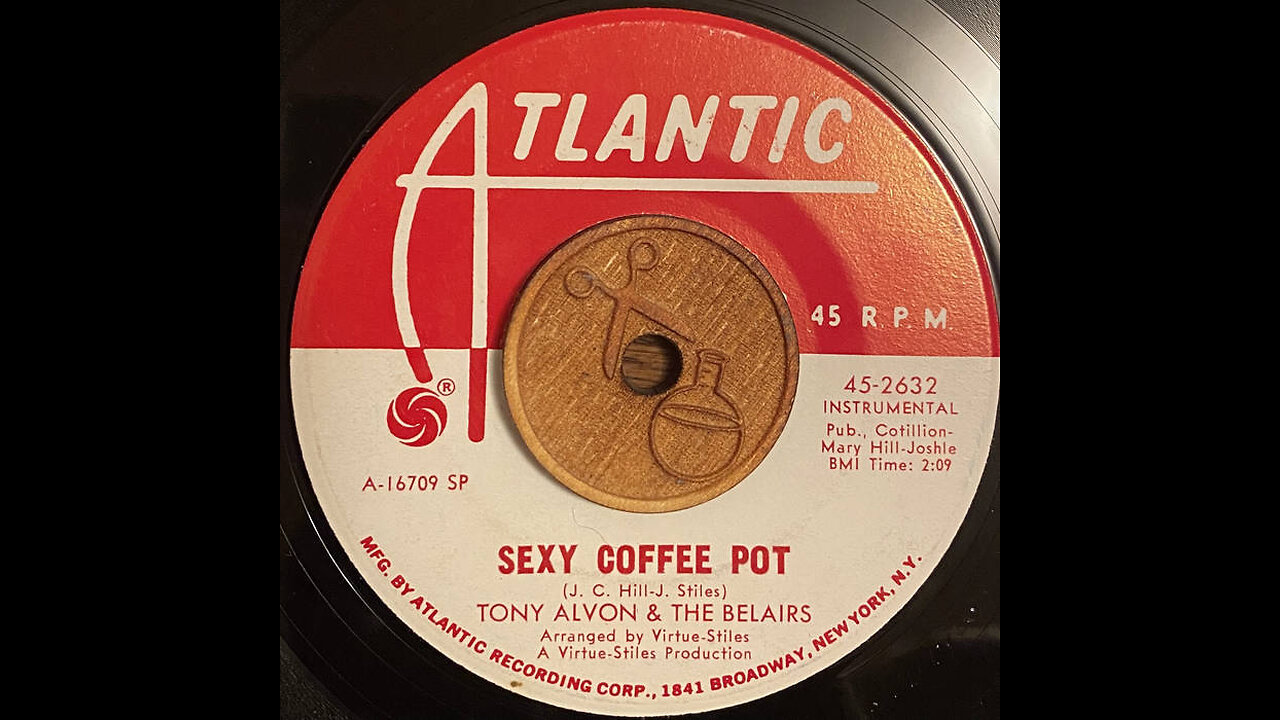 ATLANTIC
45 R.P.M.
®
45-2632
INSTRUMENTAL
Pub., Cotillion-
Mary Hill-Joshle
BMI Time: 2:09
A-16709 SP
SEXY COFFEE POT
(J. C. Hill-J. Stiles)
TONY ALVON & THE BELAIRS
Arranged by Virtue-Stiles
A Virtue-Stiles Production
MFG. BY ATLANTIC RECORDING CORP., 1841 BROADWAY, NEW YORK, N.Y.